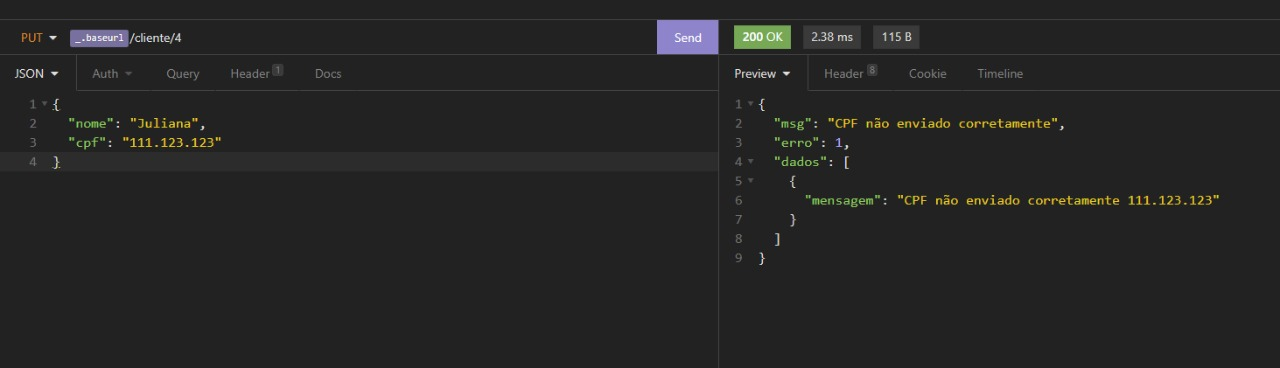 PUT _.baseurl /cliente/4 Send 200 OK 2.38 ms 115 B
JSON Auth Query Header 1 Docs Preview Header 8 Cookie Timeline
1 {
2 "nome": "Juliana",
3 "cpf": "111.123.123"
4 }
1 {
2 "msg": "CPF não enviado corretamente",
3 "erro": 1,
4 "dados": [
5 {
6 "mensagem": "CPF não enviado corretamente 111.123.123"
7 }
8 ]
9 }